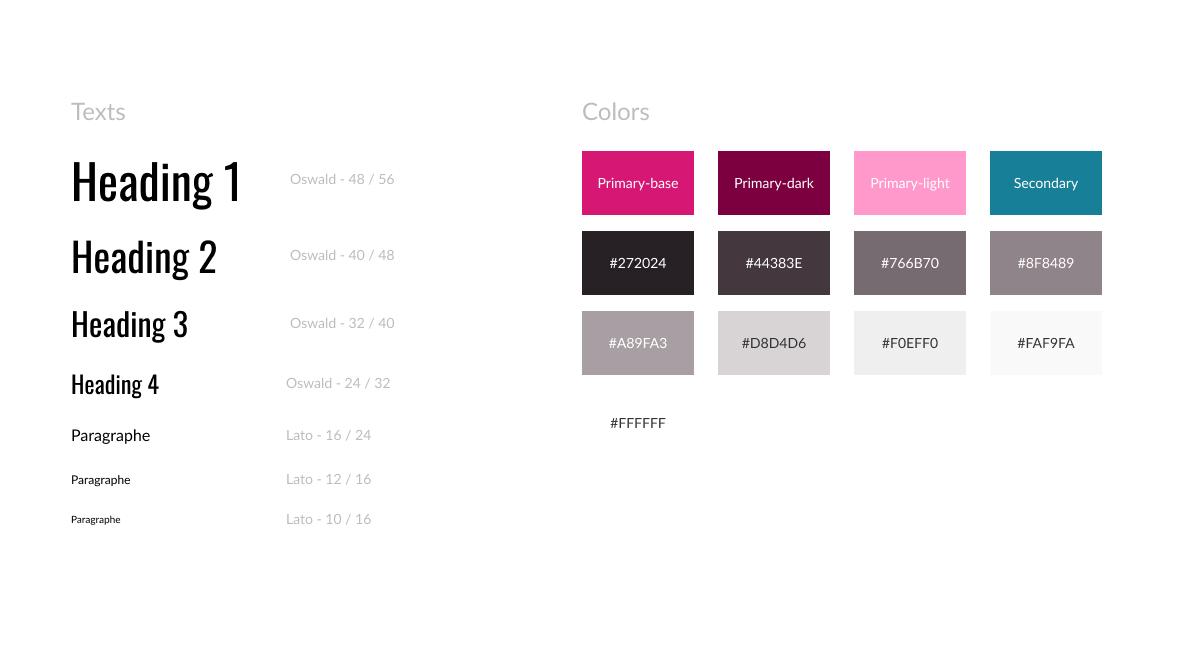 Texts
Heading 1
Oswald - 48 / 56
Heading 2
Oswald - 40 / 48
Heading 3
Oswald - 32 / 40
Heading 4
Oswald - 24 / 32
Paragraphe
Lato - 16 / 24
Paragraphe
Lato - 12 / 16
Paragraphe
Lato - 10 / 16
Colors
Primary-base
Primary-dark
Primary-light
Secondary
#272024
#44383E
#766B70
#8F8489
#A89FA3
#D8D4D6
#F0EFF0
#FAF9FA
#FFFFFF